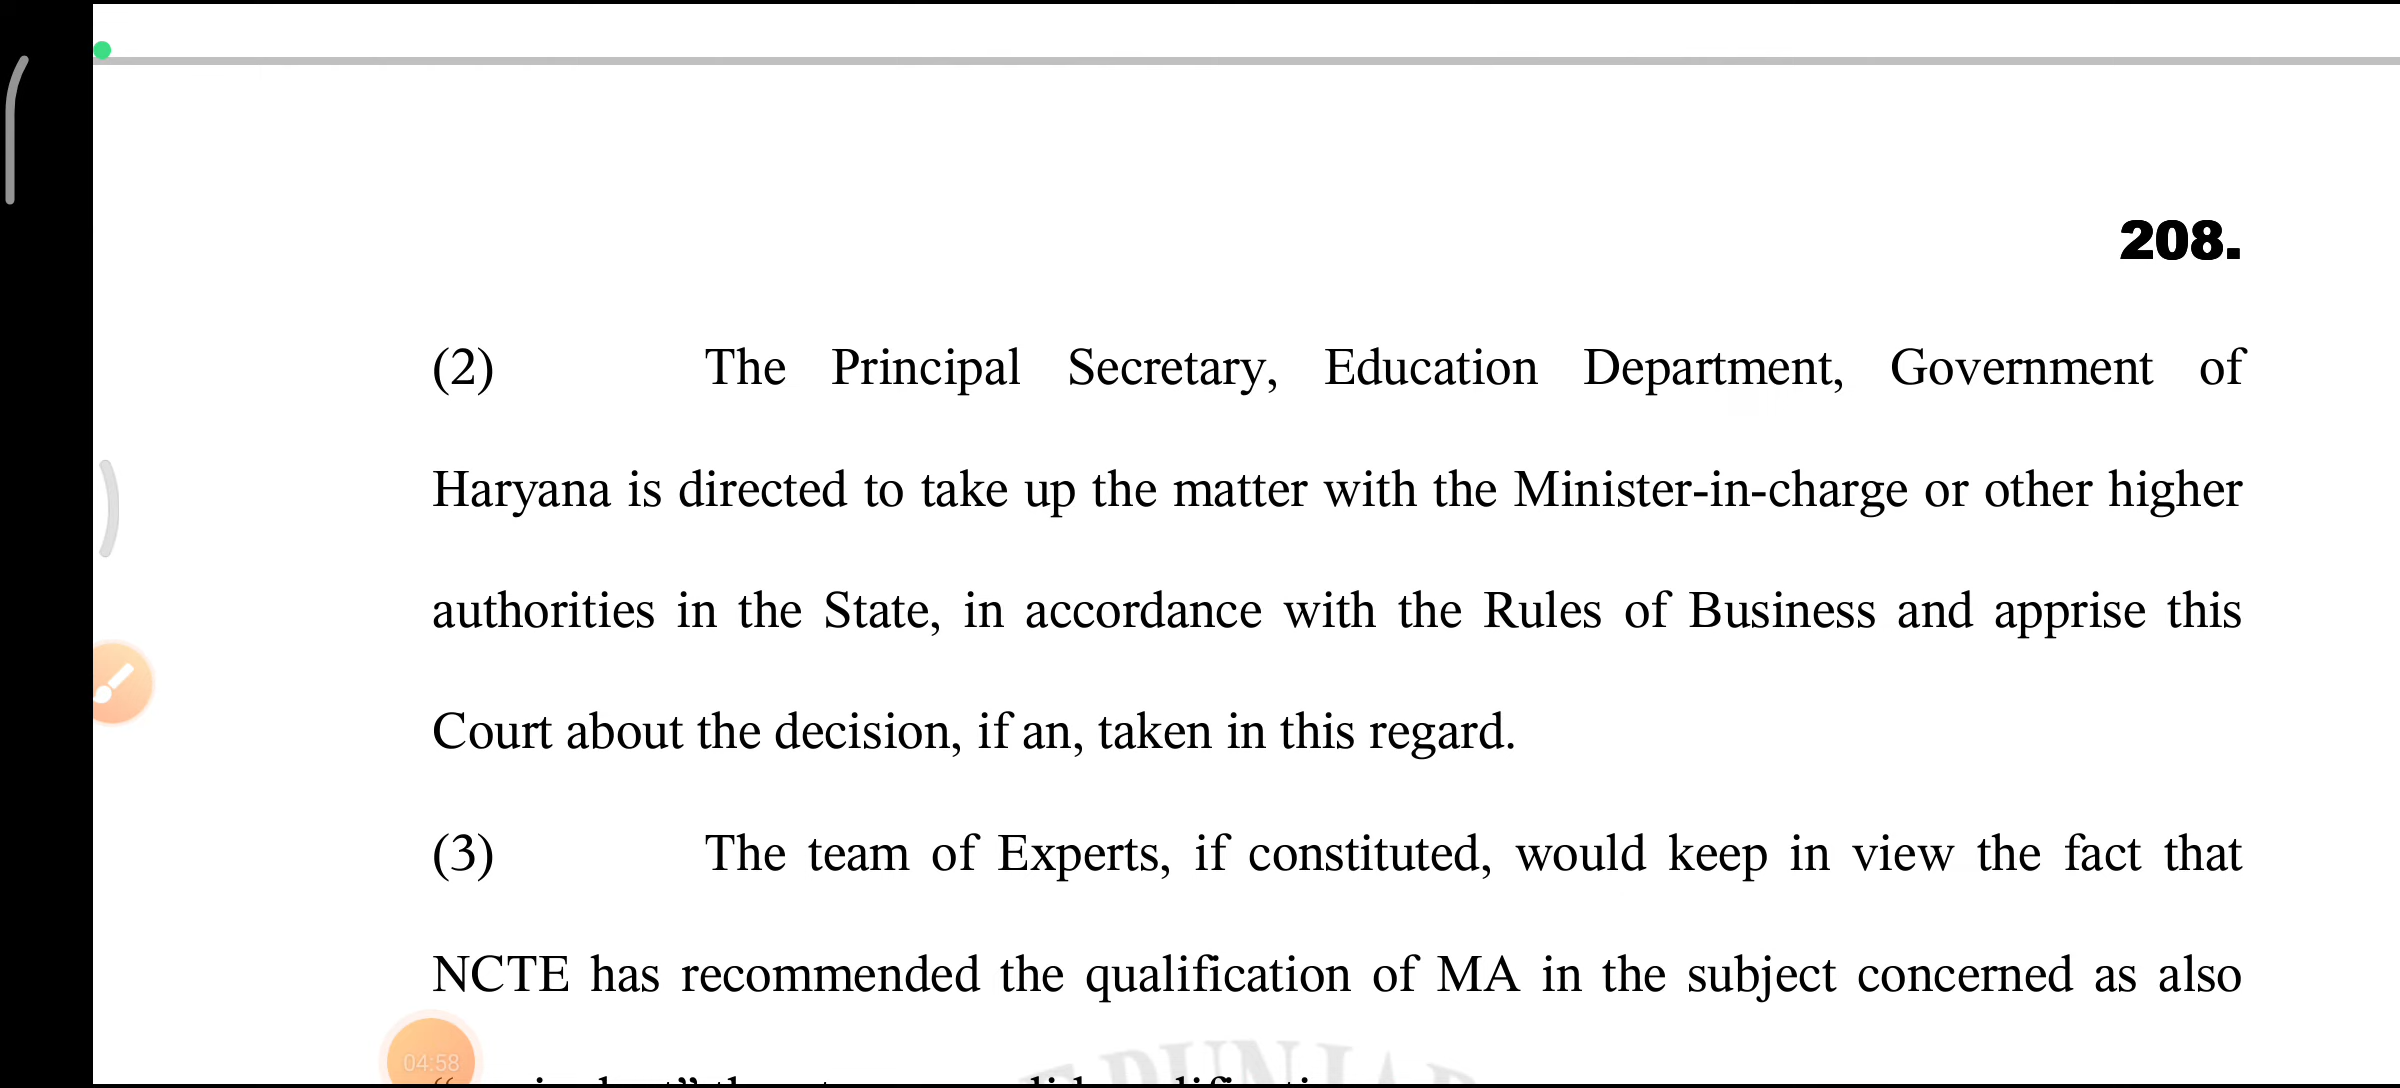 208.
(2) The Principal Secretary, Education Department, Government of
Haryana is directed to take up the matter with the Minister-in-charge or other higher
authorities in the State, in accordance with the Rules of Business and apprise this
Court about the decision, if an, taken in this regard.
(3) The team of Experts, if constituted, would keep in view the fact that
NCTE has recommended the qualification of MA in the subject concerned as also
04:58